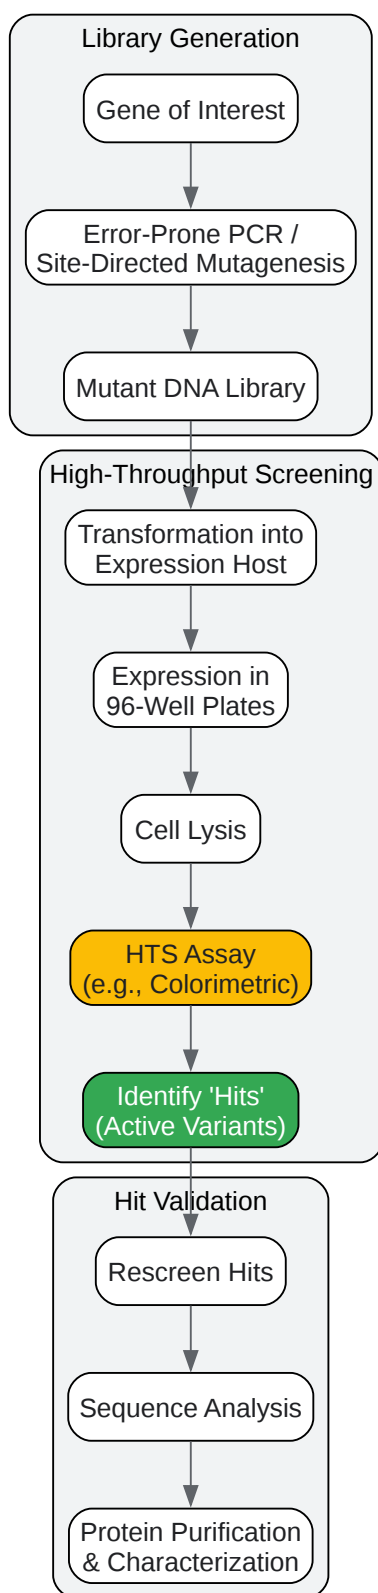 Library Generation
Gene of Interest
Error-Prone PCR /
Site-Directed Mutagenesis
Mutant DNA Library
High-Throughput Screening
Transformation into
Expression Host
Expression in
96-Well Plates
Cell Lysis
HTS Assay
(e.g., Colorimetric)
Identify 'Hits'
(Active Variants)
Hit Validation
Rescreen Hits
Sequence Analysis
Protein Purification
& Characterization